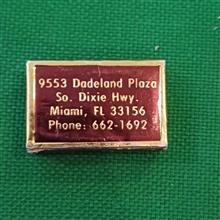 9553 Dadeland Plaza
So. Dixie Hwy.
Miami, FL 33156
Phone: 662-1692